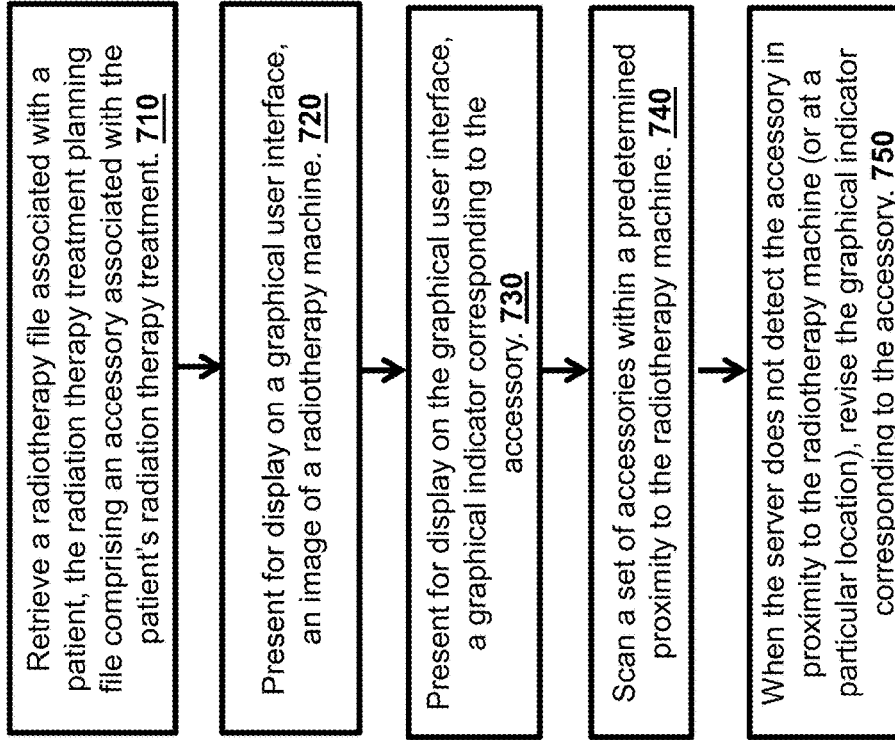 Retrieve a radiotherapy file associated with a
patient, the radiation therapy treatment planning
file comprising an accessory associated with the
patient's radiation therapy treatment. 710
Present for display on a graphical user interface,
an image of a radiotherapy machine. 720
Present for display on the graphical user interface,
a graphical indicator corresponding to the
accessory. 730
Scan a set of accessories within a predetermined
proximity to the radiotherapy machine. 740
When the server does not detect the accessory in
proximity to the radiotherapy machine (or at a
particular location), revise the graphical indicator
corresponding to the accessory. 750